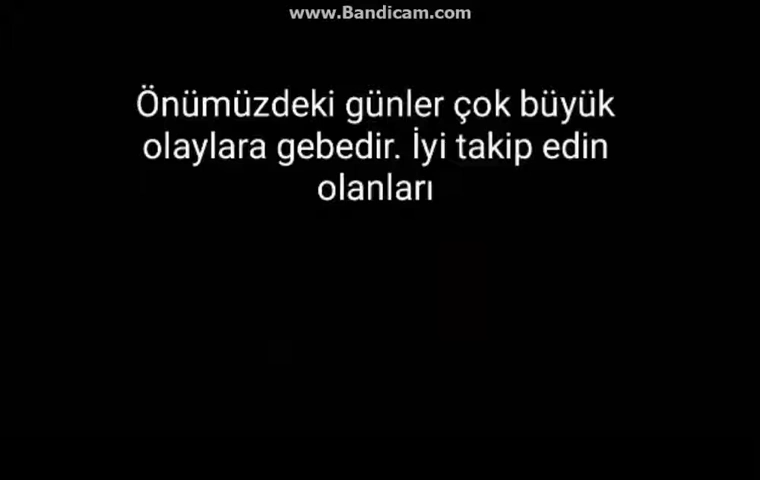 www.Bandicam.com
Önümüzdeki günler çok büyük
olaylara gebedir. İyi takip edin
olanları